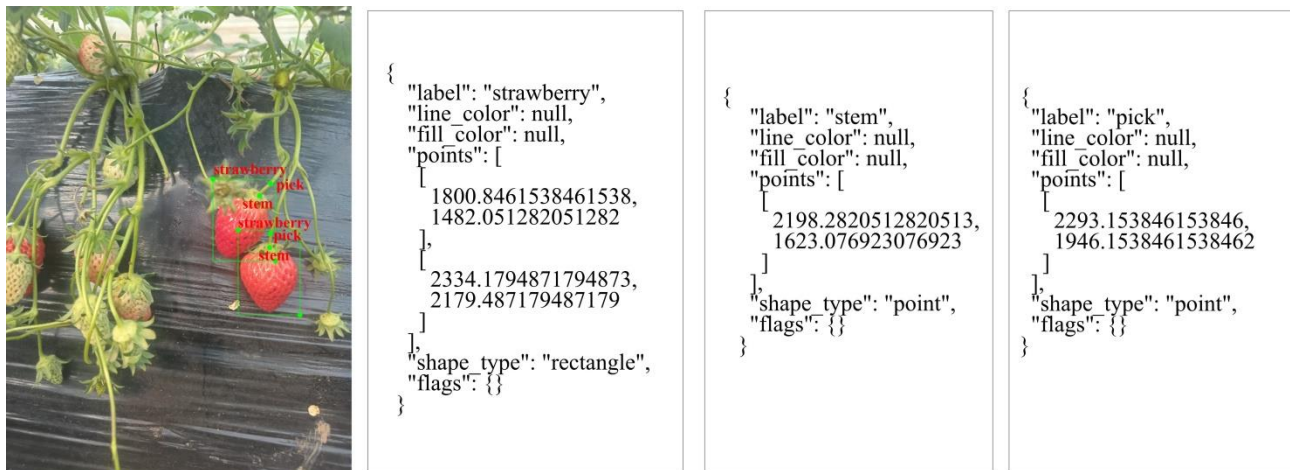 strawberry
pick
stem
strawberry
pick
stem
{
"label": "strawberry",
"line_color": null,
"fill_color": null,
"points": [
[
1800.8461538461538,
1482.051282051282
],
[
2334.1794871794873,
2179.487179487179
]
],
"shape_type": "rectangle",
"flags": {}
}
{
"label": "stem",
"line_color": null,
"fill_color": null,
"points": [
[
2198.2820512820513,
1623.076923076923
]
],
"shape_type": "point",
"flags": {}
}
{
"label": "pick",
"line_color": null,
"fill_color": null,
"points": [
[
2293.153846153846,
1946.1538461538462
]
],
"shape_type": "point",
"flags": {}
}